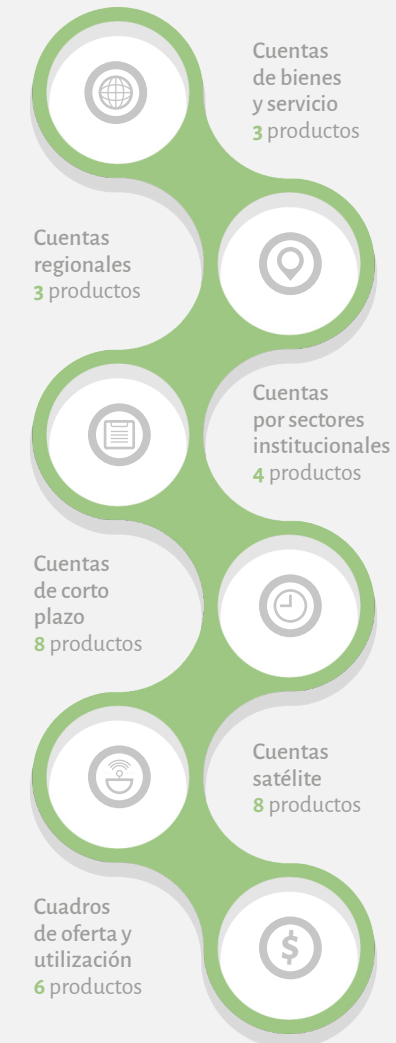 Cuentas
de bienes
y servicio
3 productos
Cuentas
regionales
3 productos
Cuentas
por sectores
institucionales
4 productos
Cuentas
de corto
plazo
8 productos
Cuentas
satélite
8 productos
Cuadros
de oferta y
utilización
6 productos
$